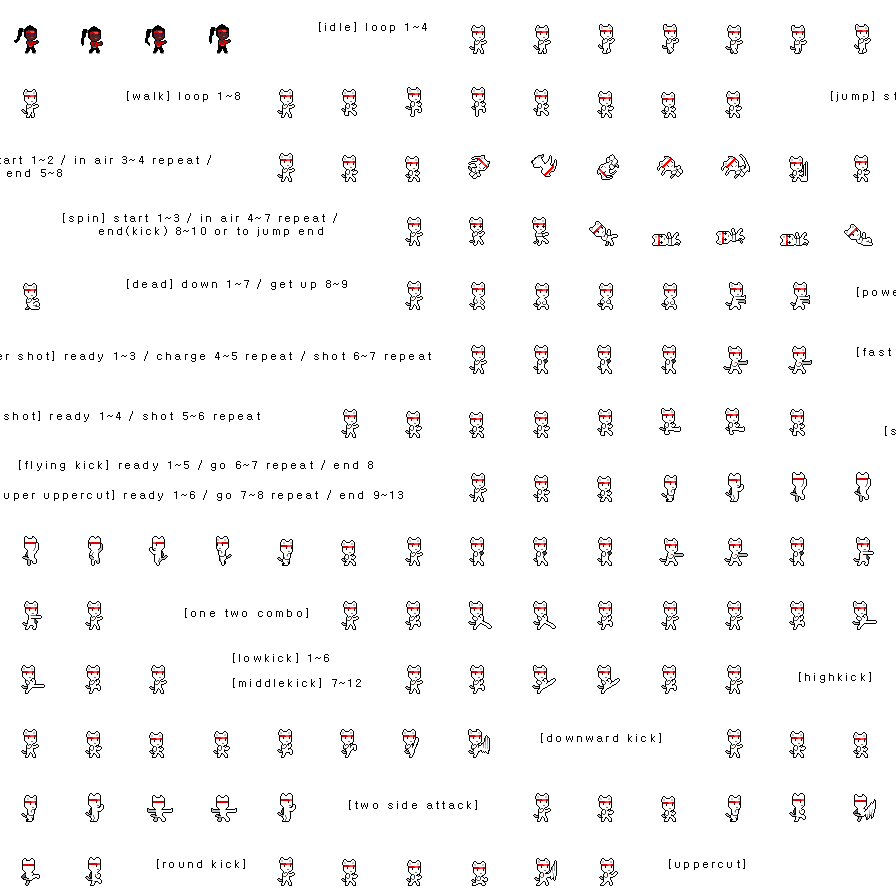 [idle] loop 1~4
[walk] loop 1~8
[jump] st
tart 1~2 / in air 3~4 repeat /
end 5~8
[spin] start 1~3 / in air 4~7 repeat /
end(kick) 8~10 or to jump end
[dead] down 1~7 / get up 8~9
[powe
er shot] ready 1~3 / charge 4~5 repeat / shot 6~7 repeat
[fast
shot] ready 1~4 / shot 5~6 repeat
[s
[flying kick] ready 1~5 / go 6~7 repeat / end 8
super uppercut] ready 1~6 / go 7~8 repeat / end 9~13
[one two combo]
[lowkick] 1~6
[middlekick] 7~12
[highkick]
[downward kick]
[two side attack]
[round kick]
[uppercut]